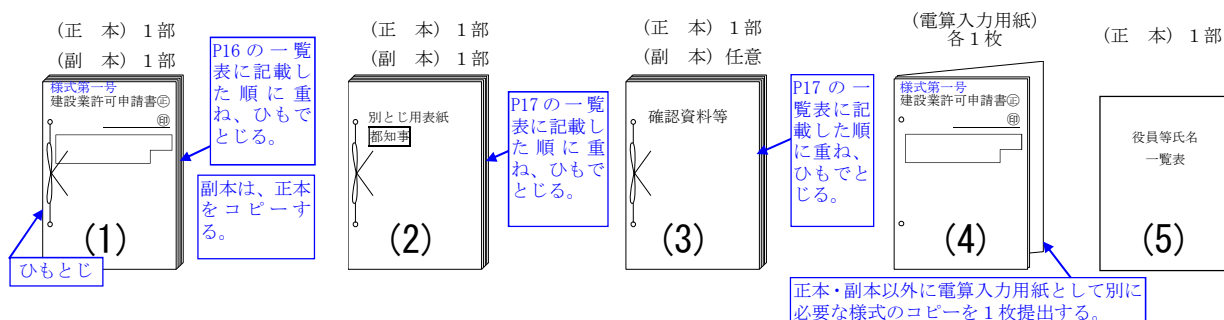 (正 本) 1部
(副 本) 1部
様式第一号
建設業許可申請書㊣
㊞
(1)
ひもとじ
P16 の一覧
表に記載し
た順に重
ね、ひもで
とじる。
副本は、正本
をコピーす
る。
(正 本) 1部
(副 本) 1部
別とじ用表紙
都知事
(2)
P17 の一覧
表に記載し
た順に重
ね、ひもで
とじる。
(正 本) 1部
(副 本) 任意
確認資料等
(3)
P17 の一
覧表に記
載した順
に重ね、
ひもでと
じる。
(電算入力用紙)
各1枚
様式第一号
建設業許可申請書㊣
㊞
(4)
正本・副本以外に電算入力用紙として別に
必要な様式のコピーを1枚提出する。
(正 本) 1部
役員等氏名
一覧表
(5)